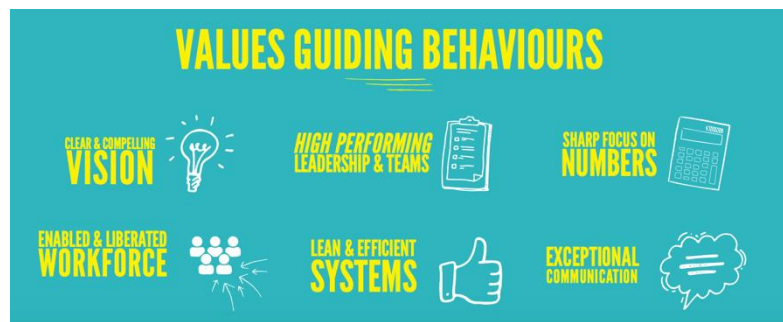 VALUES GUIDING BEHAVIOURS
CLEAR & COMPELLING
VISION
HIGH PERFORMING
LEADERSHIP & TEAMS
SHARP FOCUS ON
NUMBERS
ENABLED & LIBERATED
WORKFORCE
LEAN & EFFICIENT
SYSTEMS
EXCEPTIONAL
COMMUNICATION